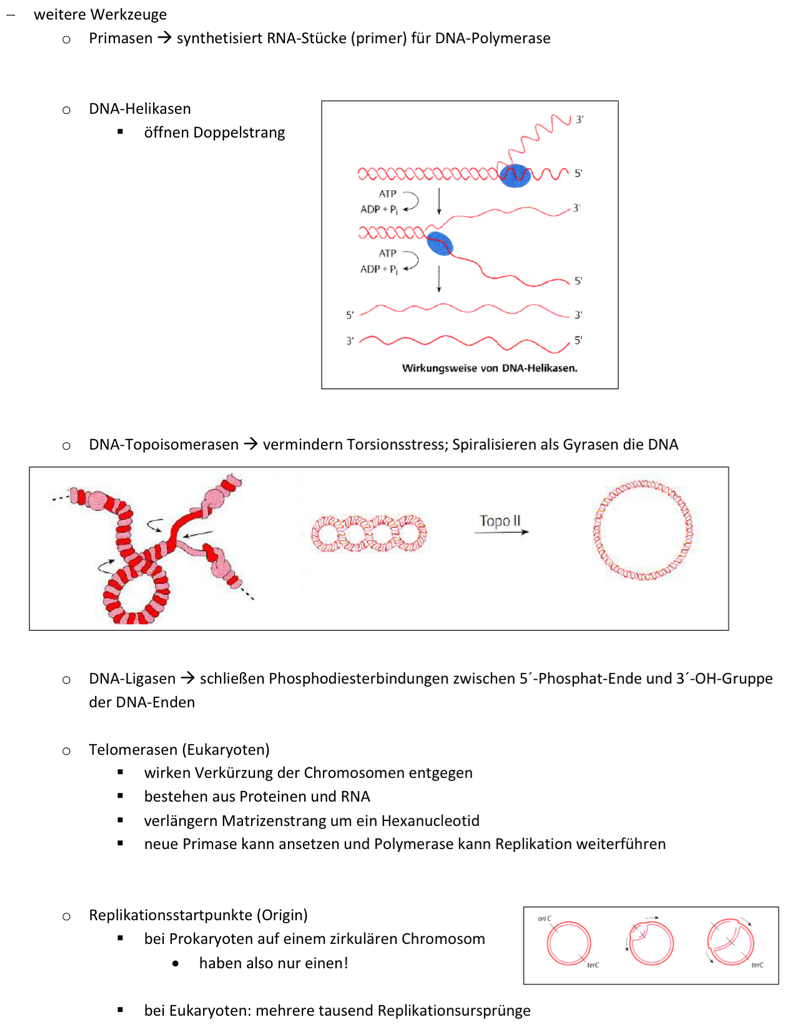 – weitere Werkzeuge
o Primasen → synthetisiert RNA-Stücke (primer) für DNA-Polymerase
o DNA-Helikasen
▪ öffnen Doppelstrang
3'
5'
ATP
ADP + Pi
3'
ATP
ADP + Pi
5'
5' 3'
3' 5'
Wirkungsweise von DNA-Helikasen.
o DNA-Topoisomerasen → vermindern Torsionsstress; Spiralisieren als Gyrasen die DNA
Topo II
o DNA-Ligasen → schließen Phosphodiesterbindungen zwischen 5´-Phosphat-Ende und 3´-OH-Gruppe
der DNA-Enden
o Telomerasen (Eukaryoten)
▪ wirken Verkürzung der Chromosomen entgegen
▪ bestehen aus Proteinen und RNA
▪ verlängern Matrizenstrang um ein Hexanucleotid
▪ neue Primase kann ansetzen und Polymerase kann Replikation weiterführen
o Replikationsstartpunkte (Origin)
▪ bei Prokaryoten auf einem zirkulären Chromosom
• haben also nur einen!
ori C
terC
terC
▪ bei Eukaryoten: mehrere tausend Replikationsursprünge